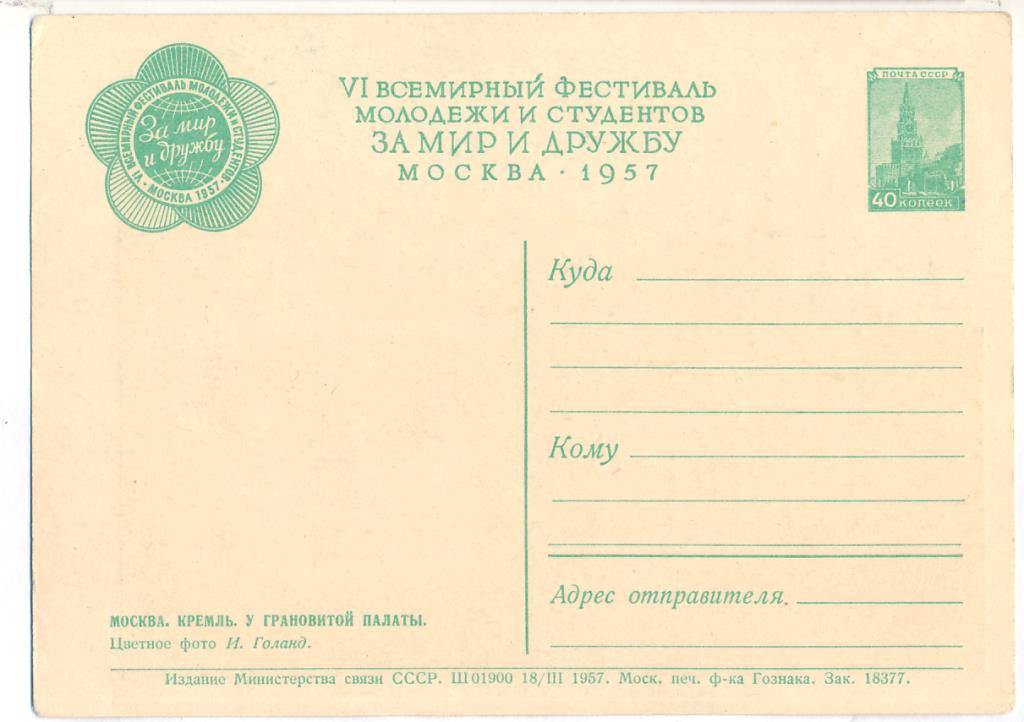 VI ВСЕМИРНЫЙ ФЕСТИВАЛЬ МОЛОДЕЖИ И СТУДЕНТОВ
• МОСКВА 1957 •
За мир
и дружбу
VI ВСЕМИРНЫЙ ФЕСТИВАЛЬ
МОЛОДЕЖИ И СТУДЕНТОВ
ЗА МИР И ДРУЖБУ
МОСКВА · 1957
ПОЧТА СССР
40 КОПЕЕК
Куда
Кому
Адрес отправителя
МОСКВА. КРЕМЛЬ. У ГРАНОВИТОЙ ПАЛАТЫ.
Цветное фото И. Голанд.
Издание Министерства связи СССР. Ш01900 18/III 1957. Моск. печ. ф-ка Гознака. Зак. 18377.